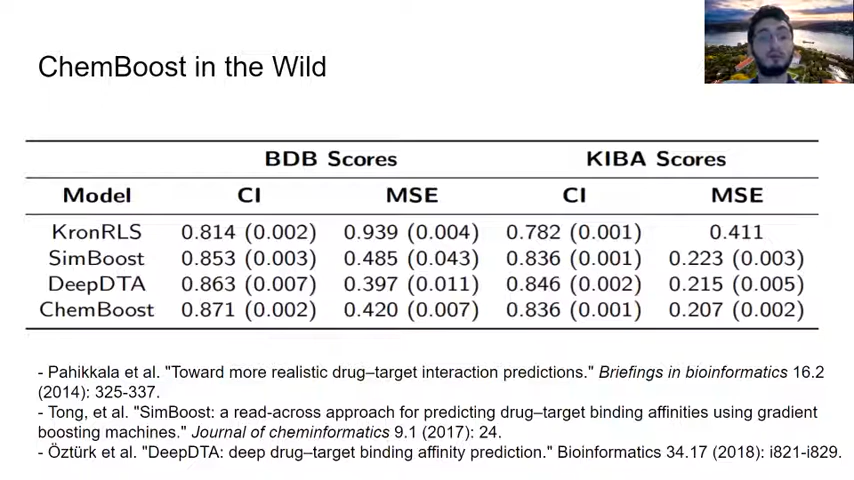 ChemBoost in the Wild
BDB Scores KIBA Scores
Model CI MSE CI MSE
KronRLS 0.814 (0.002) 0.939 (0.004) 0.782 (0.001) 0.411
SimBoost 0.853 (0.003) 0.485 (0.043) 0.836 (0.001) 0.223 (0.003)
DeepDTA 0.863 (0.007) 0.397 (0.011) 0.846 (0.002) 0.215 (0.005)
ChemBoost 0.871 (0.002) 0.420 (0.007) 0.836 (0.001) 0.207 (0.002)
- Pahikkala et al. "Toward more realistic drug–target interaction predictions." Briefings in bioinformatics 16.2
(2014): 325-337.
- Tong, et al. "SimBoost: a read-across approach for predicting drug–target binding affinities using gradient
boosting machines." Journal of cheminformatics 9.1 (2017): 24.
- Öztürk et al. "DeepDTA: deep drug–target binding affinity prediction." Bioinformatics 34.17 (2018): i821-i829.